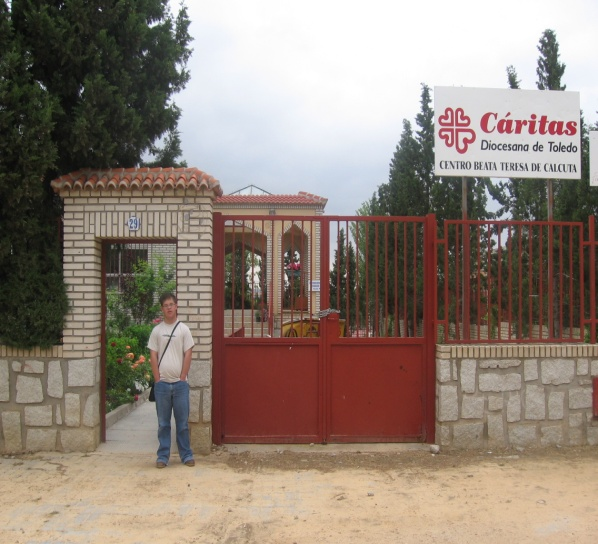 Cáritas
Diocesana de Toledo
CENTRO BEATA TERESA DE CALCUTA
29